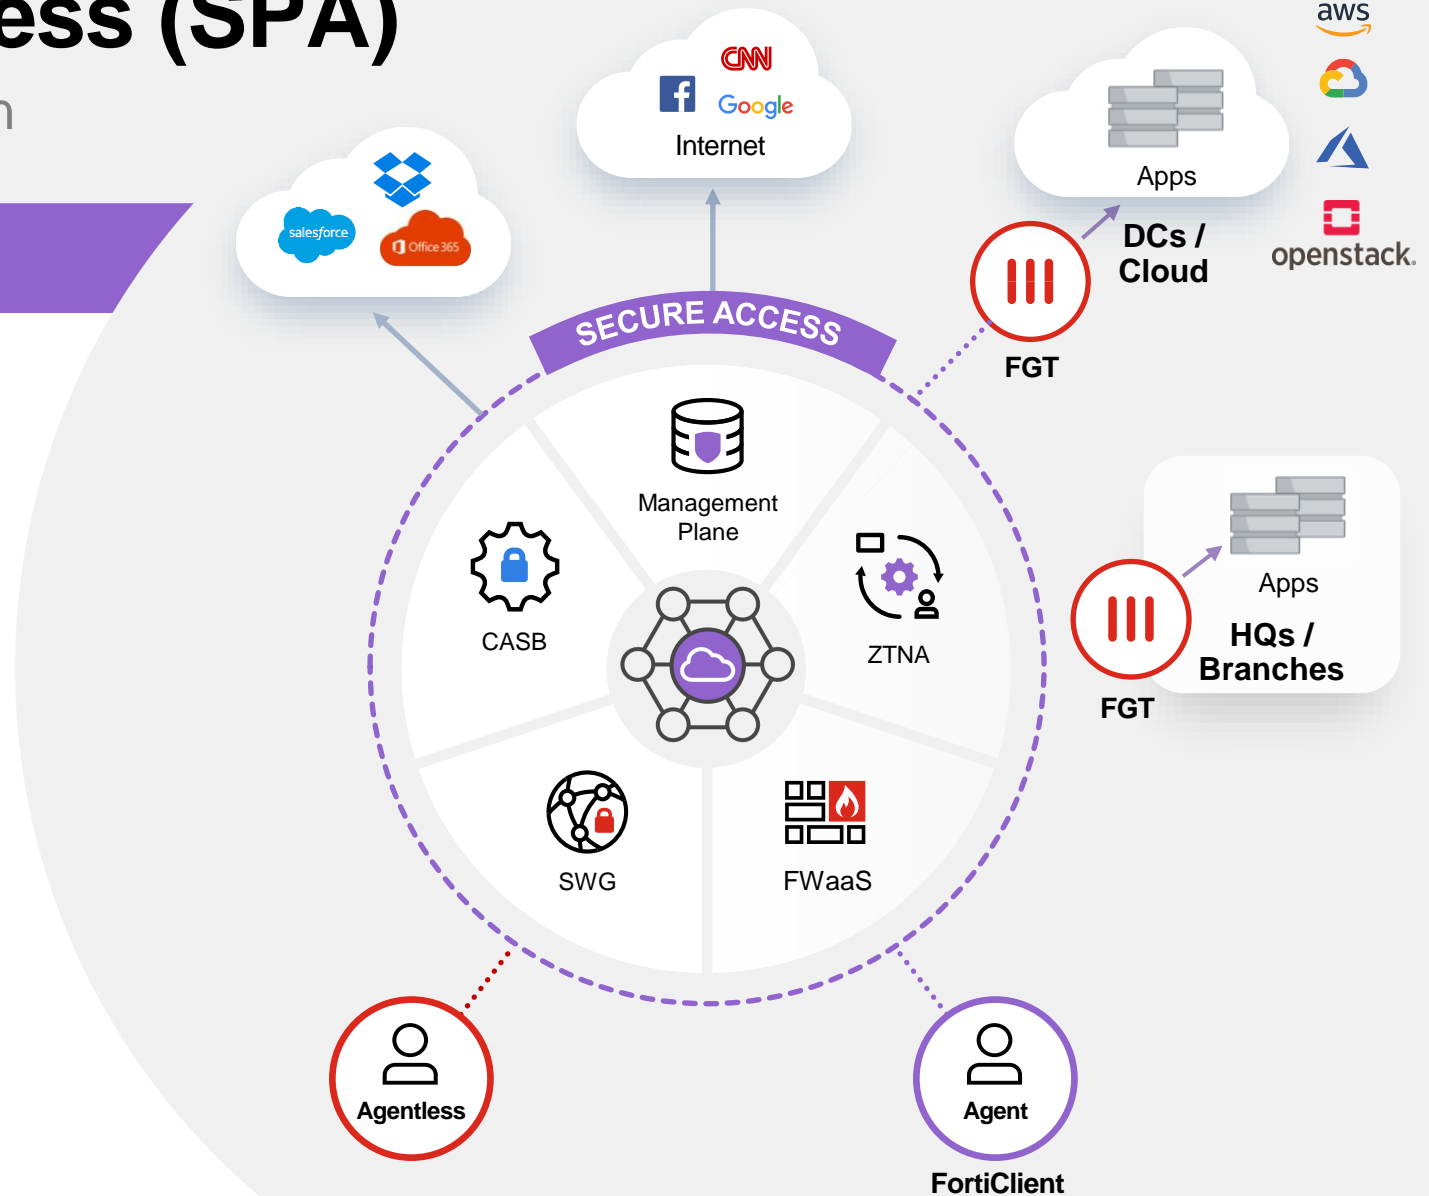 ess (SPA)
n
aws
CNN
Google
Internet
Apps
DCs /
Cloud
openstack.
salesforce
Office 365
SECURE ACCESS
FGT
Management
Plane
CASB
ZTNA
Apps
HQs /
Branches
FGT
SWG
FWaaS
Agentless
Agent
FortiClient